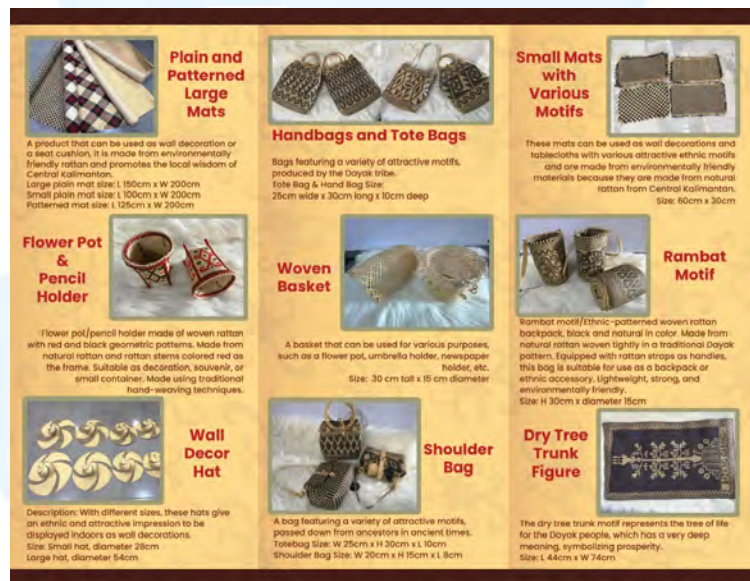 Plain and
Patterned
Large
Mats
A product that can be used as wall decoration or
a seat cushion, it is made from environmentally
friendly rattan and promotes the local wisdom of
Central Kalimantan.
Large plain mat size: L 150cm x W 200cm
Small plain mat size: L 100cm x W 200cm
Patterned mat size: L 125cm x W 200cm
Flower Pot
&
Pencil
Holder
Flower pot/pencil holder made of woven rattan
with red and black geometric patterns. Made from
natural rattan and rattan stems colored red as
the frame. Suitable as decoration, souvenir, or
small container. Made using traditional
hand-weaving techniques.
Wall
Decor
Hat
Description: With different sizes, these hats give
an ethnic and attractive impression to be
displayed indoors as wall decorations.
Size: Small hat, diameter 28cm
Large hat, diameter 54cm
Handbags and Tote Bags
Bags featuring a variety of attractive motifs,
produced by the Dayak tribe.
Tote Bag & Hand Bag Size:
25cm wide x 30cm long x 10cm deep
Woven
Basket
A basket that can be used for various purposes,
such as a flower pot, umbrella holder, newspaper
holder, etc.
Size: 30 cm tall x 15 cm diameter
Shoulder
Bag
A bag featuring a variety of attractive motifs,
passed down from ancestors in ancient times.
Totebag Size: W 25cm x H 30cm x L 10cm
Shoulder Bag Size: W 20cm x H 15cm x L 8cm
Small Mats
with
Various
Motifs
These mats can be used as wall decorations and
tablecloths with various attractive ethnic motifs
and are made from environmentally friendly
materials because they are made from natural
rattan from Central Kalimantan.
Size: 60cm x 30cm
Rambat
Motif
Rambat motif/Ethnic-patterned woven rattan
backpack, black and natural in color. Made from
natural rattan woven tightly in a traditional Dayak
pattern. Equipped with rattan straps as handles,
this bag is suitable for use as a backpack or
ethnic accessory. Lightweight, strong, and
environmentally friendly.
Size: H 30cm x diameter 15cm
Dry Tree
Trunk
Figure
The dry tree trunk motif represents the tree of life
for the Dayak people, which has a very deep
meaning, symbolizing prosperity.
Size: L 44cm x W 74cm